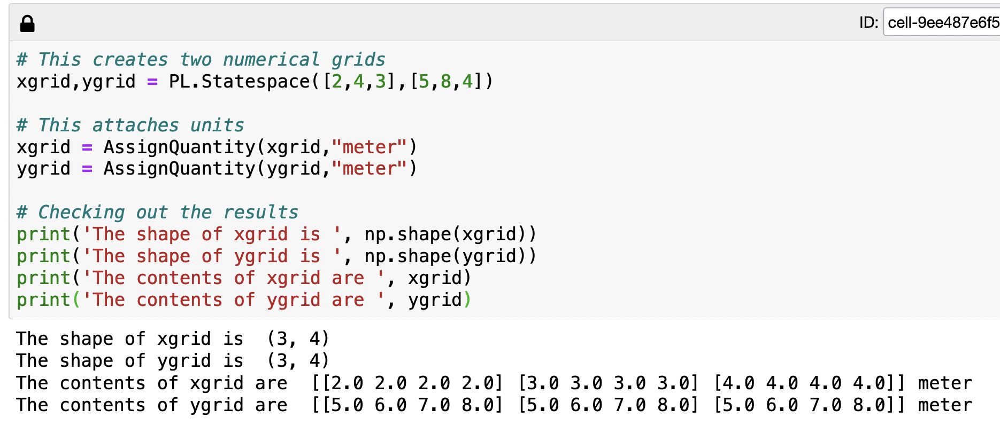 ID: cell-9ee487e6f5
# This creates two numerical grids
xgrid,ygrid = PL.Statespace([2,4,3],[5,8,4])
# This attaches units
xgrid = AssignQuantity(xgrid,"meter")
ygrid = AssignQuantity(ygrid,"meter")
# Checking out the results
print('The shape of xgrid is ', np.shape(xgrid))
print('The shape of ygrid is ', np.shape(ygrid))
print('The contents of xgrid are ', xgrid)
print('The contents of ygrid are ', ygrid)
The shape of xgrid is  (3, 4)
The shape of ygrid is  (3, 4)
The contents of xgrid are  [[2.0 2.0 2.0 2.0] [3.0 3.0 3.0 3.0] [4.0 4.0 4.0 4.0]] meter
The contents of ygrid are  [[5.0 6.0 7.0 8.0] [5.0 6.0 7.0 8.0] [5.0 6.0 7.0 8.0]] meter